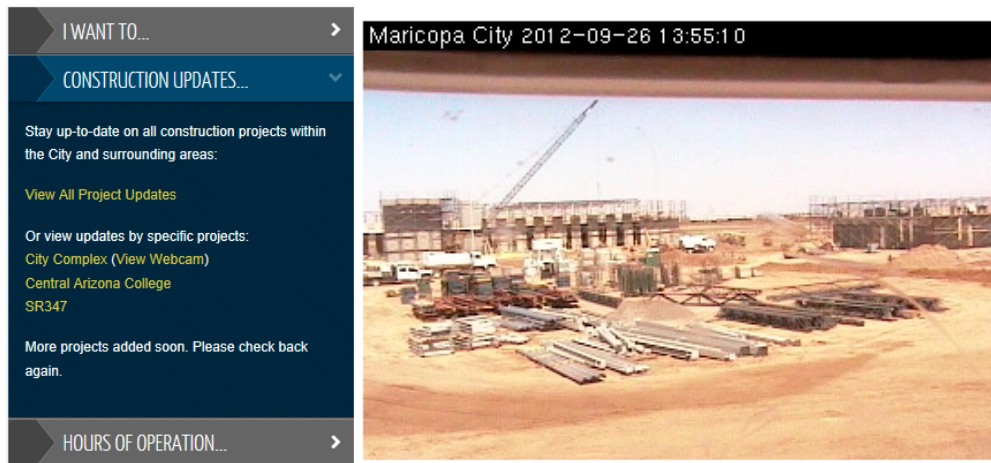 I WANT TO...
CONSTRUCTION UPDATES...
Stay up-to-date on all construction projects within
the City and surrounding areas:
View All Project Updates
Or view updates by specific projects:
City Complex (View Webcam)
Central Arizona College
SR347
More projects added soon. Please check back
again.
HOURS OF OPERATION...
Maricopa City 2012-09-26 13:55:10